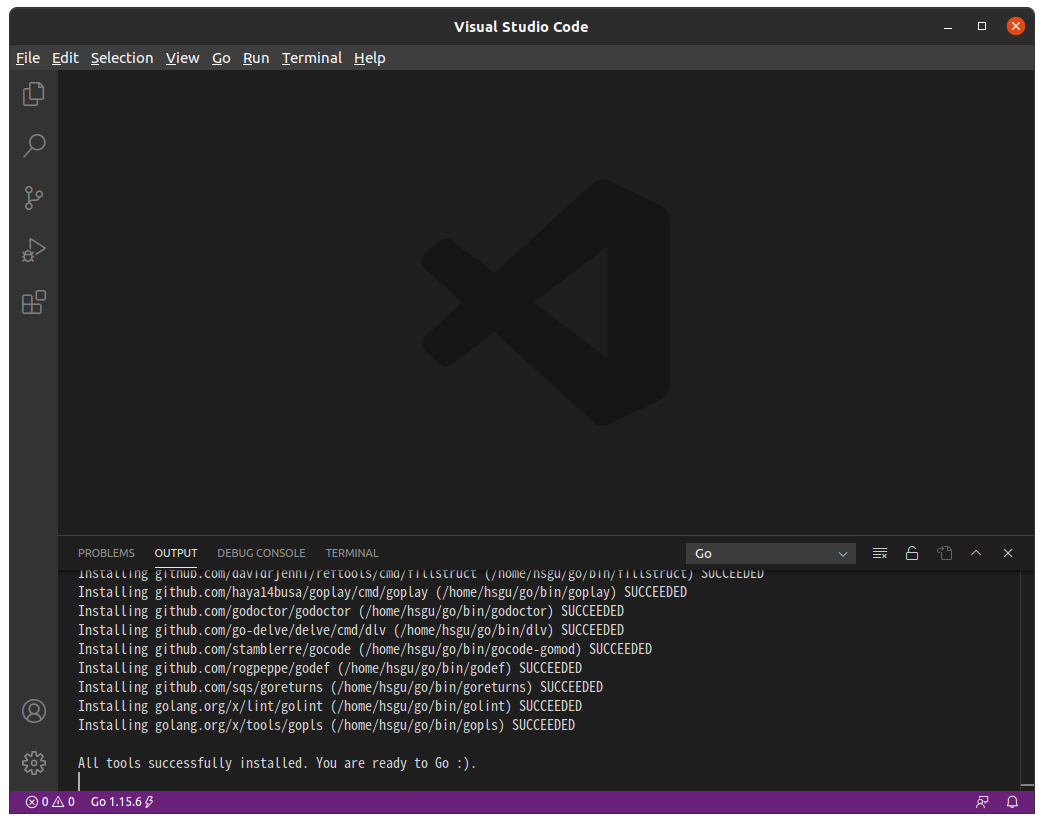 Visual Studio Code
File Edit Selection View Go Run Terminal Help
PROBLEMS OUTPUT DEBUG CONSOLE TERMINAL Go
Installing github.com/davidrjenni/reftools/cmd/fillstruct (/home/hsgu/go/bin/fillstruct) SUCCEEDED
Installing github.com/haya14busa/goplay/cmd/goplay (/home/hsgu/go/bin/goplay) SUCCEEDED
Installing github.com/godoctor/godoctor (/home/hsgu/go/bin/godoctor) SUCCEEDED
Installing github.com/go-delve/delve/cmd/dlv (/home/hsgu/go/bin/dlv) SUCCEEDED
Installing github.com/stamblerre/gocode (/home/hsgu/go/bin/gocode-gomod) SUCCEEDED
Installing github.com/rogpeppe/godef (/home/hsgu/go/bin/godef) SUCCEEDED
Installing github.com/sqs/goreturns (/home/hsgu/go/bin/goreturns) SUCCEEDED
Installing golang.org/x/lint/golint (/home/hsgu/go/bin/golint) SUCCEEDED
Installing golang.org/x/tools/gopls (/home/hsgu/go/bin/gopls) SUCCEEDED
All tools successfully installed. You are ready to Go :).
0 0 Go 1.15.6